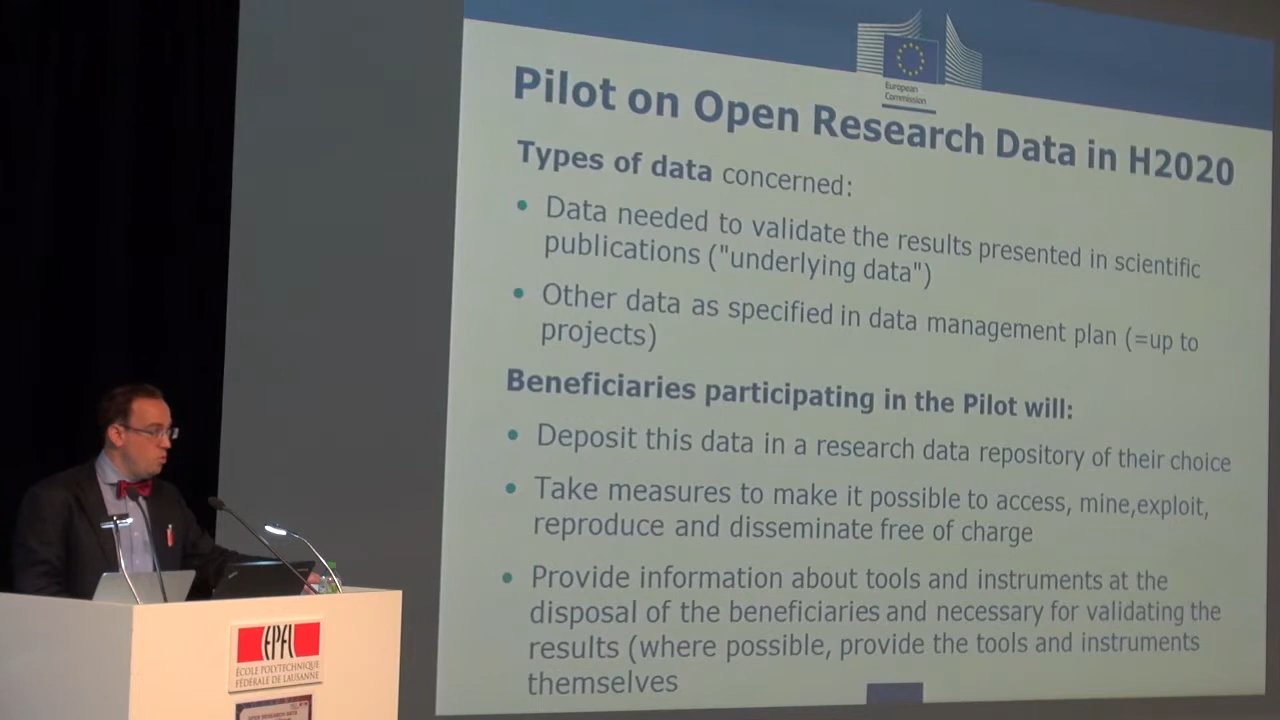 European
Commission
Pilot on Open Research Data in H2020
Types of data concerned:
• Data needed to validate the results presented in scientific
publications ("underlying data")
• Other data as specified in data management plan (=up to
projects)
Beneficiaries participating in the Pilot will:
• Deposit this data in a research data repository of their choice
• Take measures to make it possible to access, mine,exploit,
reproduce and disseminate free of charge
• Provide information about tools and instruments at the
disposal of the beneficiaries and necessary for validating the
results (where possible, provide the tools and instruments
themselves
EPFL
ÉCOLE POLYTECHNIQUE
FÉDÉRALE DE LAUSANNE
OPEN RESEARCH DATA